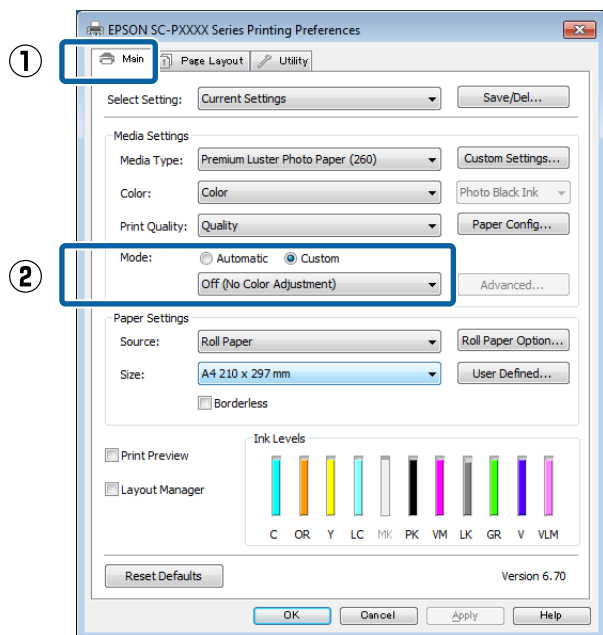 EPSON SC-PXXXX Series Printing Preferences
① Main Page Layout Utility
Select Setting: Current Settings Save/Del...
Media Settings
Media Type: Premium Luster Photo Paper (260) Custom Settings...
Color: Color Photo Black Ink
Print Quality: Quality Paper Config...
Mode: Automatic Custom
② Off (No Color Adjustment) Advanced...
Paper Settings
Source: Roll Paper Roll Paper Option...
Size: A4 210 x 297 mm User Defined...
Borderless
Ink Levels
Print Preview
Layout Manager
C OR Y LC MK PK VM LK GR V VLM
Reset Defaults Version 6.70
OK Cancel Apply Help